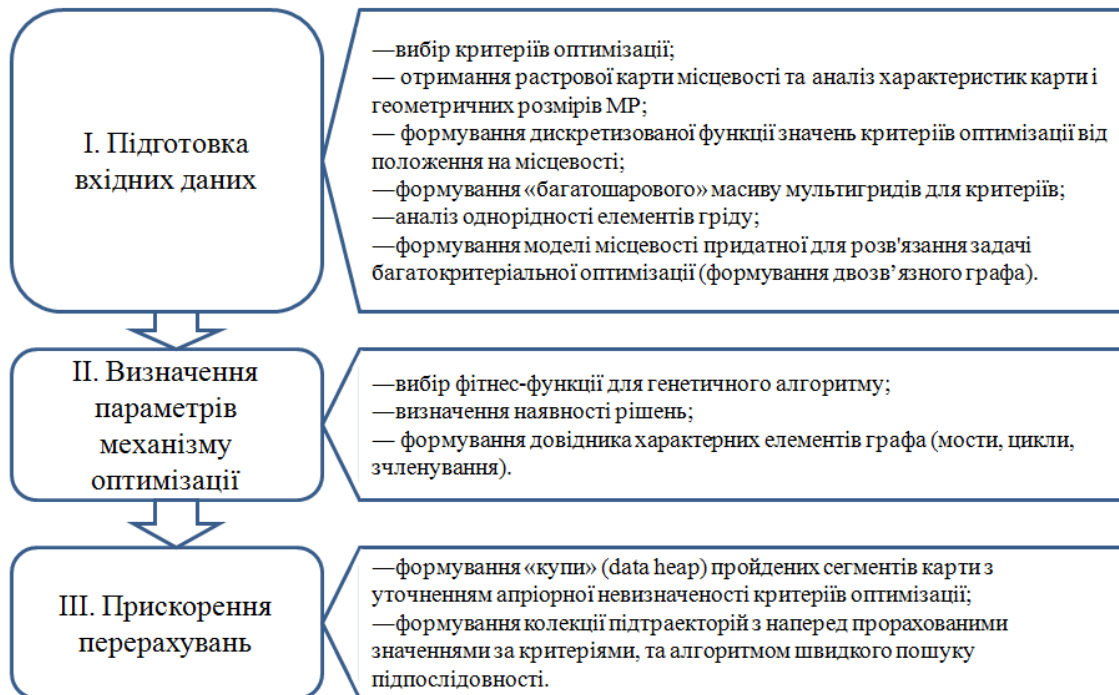 І. Підготовка
вхідних даних
—вибір критеріїв оптимізації;
— отримання растрової карти місцевості та аналіз характеристик карти і
геометричних розмірів МР;
— формування дискретизованої функції значень критеріїв оптимізації від
положення на місцевості;
—формування «багатошарового» масиву мультигридів для критеріїв;
—аналіз однорідності елементів гріду;
—формування моделі місцевості придатної для розв'язання задачі
багатокритеріальної оптимізації (формування двозв’язного графа).
ІІ. Визначення
параметрів
механізму
оптимізації
—вибір фітнес-функції для генетичного алгоритму;
—визначення наявності рішень;
— формування довідника характерних елементів графа (мости, цикли,
зчленування).
ІІІ. Прискорення
перерахувань
—формування «купи» (data heap) пройдених сегментів карти з
уточненням апріорної невизначеності критеріїв оптимізації;
—формування колекції підтраекторій з наперед прорахованими
значеннями за критеріями, та алгоритмом швидкого пошуку
підпослідовності.